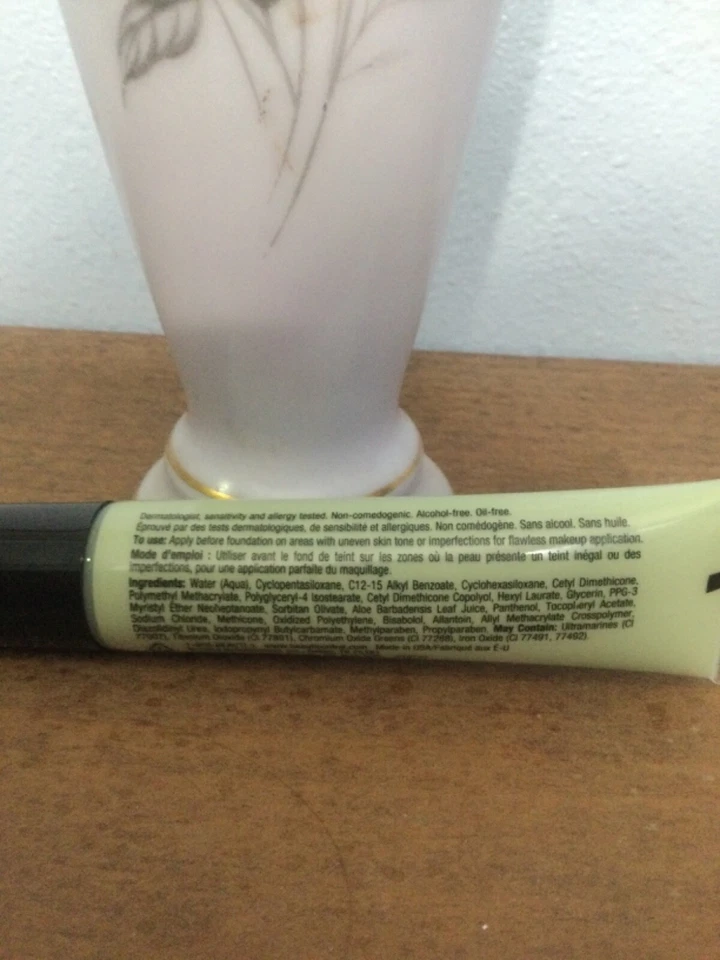 Dermatologist, sensitivity and allergy tested. Non-comedogenic. Alcohol-free. Oil-free.
Éprouvé par des tests dermatologiques, de sensibilité et allergiques. Non comédogène. Sans alcool. Sans huile.
To use: Apply before foundation on areas with uneven skin tone or imperfections for flawless makeup application.
Mode d'emploi : Utiliser avant le fond de teint sur les zones où la peau présente un teint inégal ou des
imperfections, pour une application parfaite du maquillage.
Ingredients: Water (Aqua), Cyclopentasiloxane, C12-15 Alkyl Benzoate, Cyclohexasiloxane, Cetyl Dimethicone,
Polymethyl Methacrylate, Polyglyceryl-4 Isostearate, Cetyl Dimethicone Copolyol, Hexyl Laurate, Glycerin, PPG-3
Myristyl Ether Neoheptanoate, Sorbitan Olivate, Aloe Barbadensis Leaf Juice, Panthenol, Tocopheryl Acetate,
Sodium Chloride, Methicone, Oxidized Polyethylene, Bisabolol, Allantoin, Allyl Methacrylate Crosspolymer,
Diazolidinyl Urea, Iodopropynyl Butylcarbamate, Methylparaben, Propylparaben. May Contain: Ultramarines (CI
77007), Titanium Dioxide (CI 77891), Chromium Oxide Greens (CI 77288), Iron Oxide (CI 77491, 77492)
Made in USA/Fabriqué aux É-U